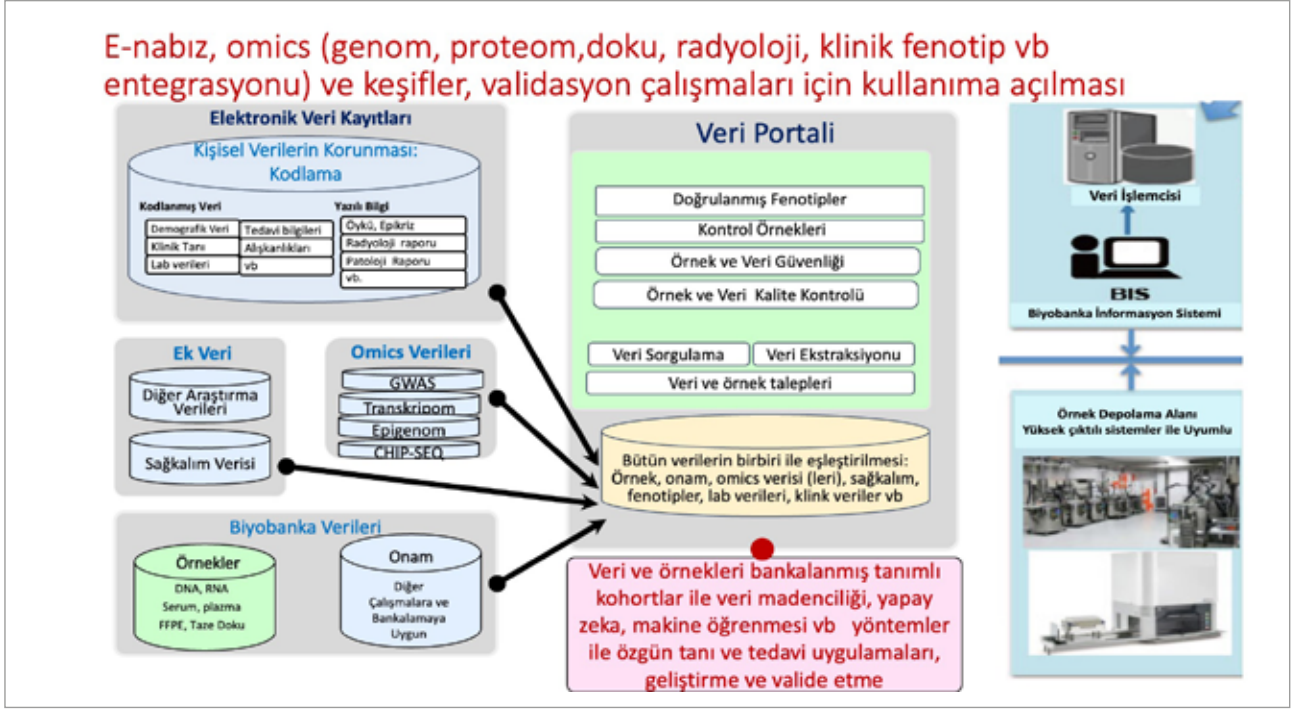 E-nabız, omics (genom, proteom,doku, radyoloji, klinik fenotip vb
entegrasyonu) ve keşifler, validasyon çalışmaları için kullanıma açılması
Elektronik Veri Kayıtları
Kişisel Verilerin Korunması:
Kodlama
Kodlanmış Veri
Demografik Veri
Tedavi bilgileri
Klinik Tanı
Alışkanlıkları
Lab verileri
vb
Yazılı Bilgi
Öykü, Epikriz
Radyoloji raporu
Patoloji Raporu
vb.
Ek Veri
Diğer Araştırma
Verileri
Sağkalım Verisi
Omics Verileri
GWAS
Transkripom
Epigenom
CHIP-SEQ
Biyobanka Verileri
Örnekler
DNA, RNA
Serum, plazma
FFPE, Taze Doku
Onam
Diğer
Çalışmalara ve
Bankalamaya
Uygun
Veri Portali
Doğrulanmış Fenotipler
Kontrol Örnekleri
Örnek ve Veri Güvenliği
Örnek ve Veri Kalite Kontrolü
Veri Sorgulama
Veri Ekstraksiyonu
Veri ve örnek talepleri
Bütün verilerin birbiri ile eşleştirilmesi:
Örnek, onam, omics verisi (leri), sağkalım,
fenotipler, lab verileri, klink veriler vb
Veri ve örnekleri bankalanmış tanımlı
kohortlar ile veri madenciliği, yapay
zeka, makine öğrenmesi vb yöntemler
ile özgün tanı ve tedavi uygulamaları,
geliştirme ve valide etme
Veri İşlemcisi
BIS
Biyobanka İnformasyon Sistemi
Örnek Depolama Alanı
Yüksek çıktılı sistemler ile Uyumlu